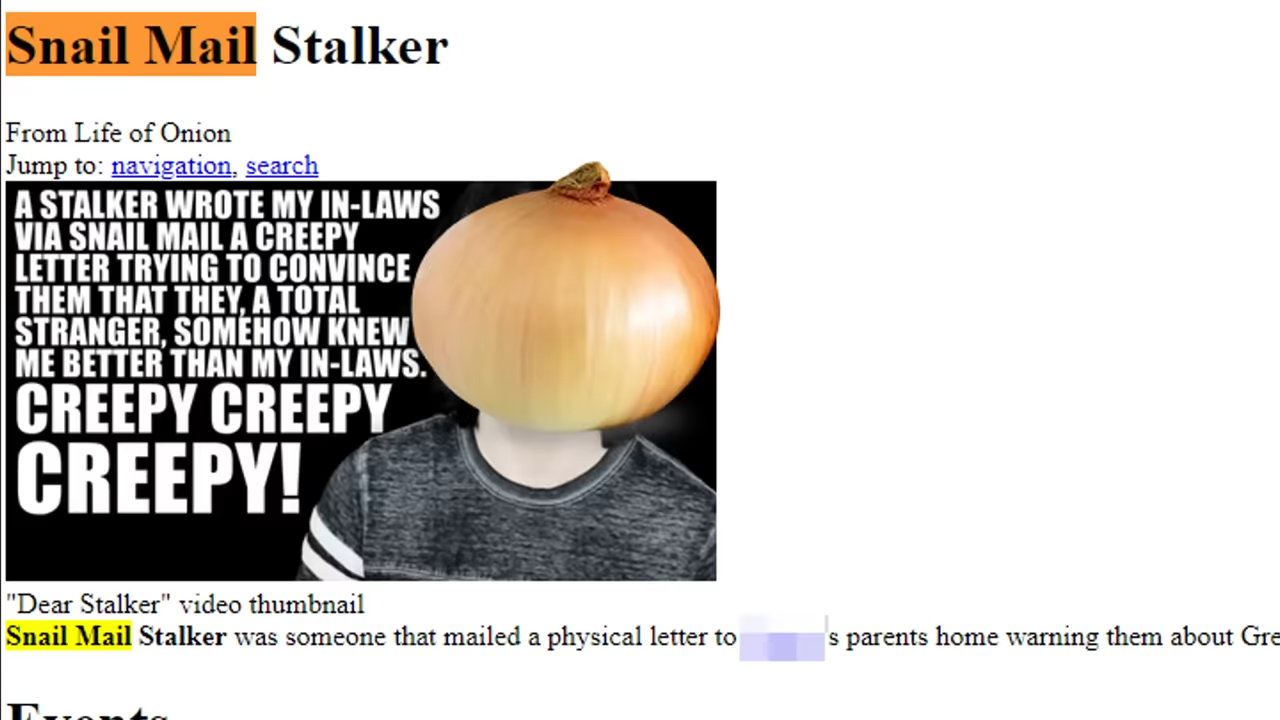 Snail Mail Stalker
From Life of Onion
Jump to: navigation, search
A STALKER WROTE MY IN-LAWS
VIA SNAIL MAIL A CREEPY
LETTER TRYING TO CONVINCE
THEM THAT THEY, A TOTAL
STRANGER, SOMEHOW KNEW
ME BETTER THAN MY IN-LAWS.
CREEPY CREEPY
CREEPY!
"Dear Stalker" video thumbnail
Snail Mail Stalker was someone that mailed a physical letter to 's parents home warning them about Gre
Events